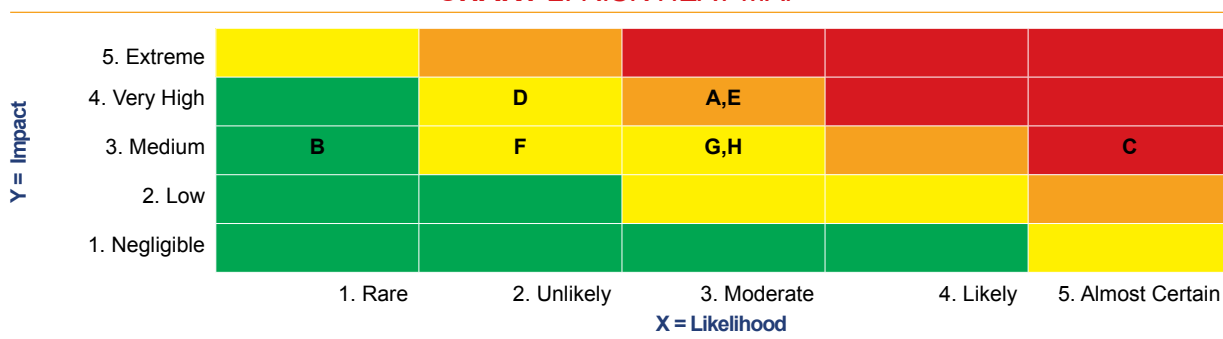 5. Extreme
4. Very High D A,E
3. Medium B F G,H C
2. Low
1. Negligible
Y = Impact
1. Rare 2. Unlikely 3. Moderate 4. Likely 5. Almost Certain
X = Likelihood